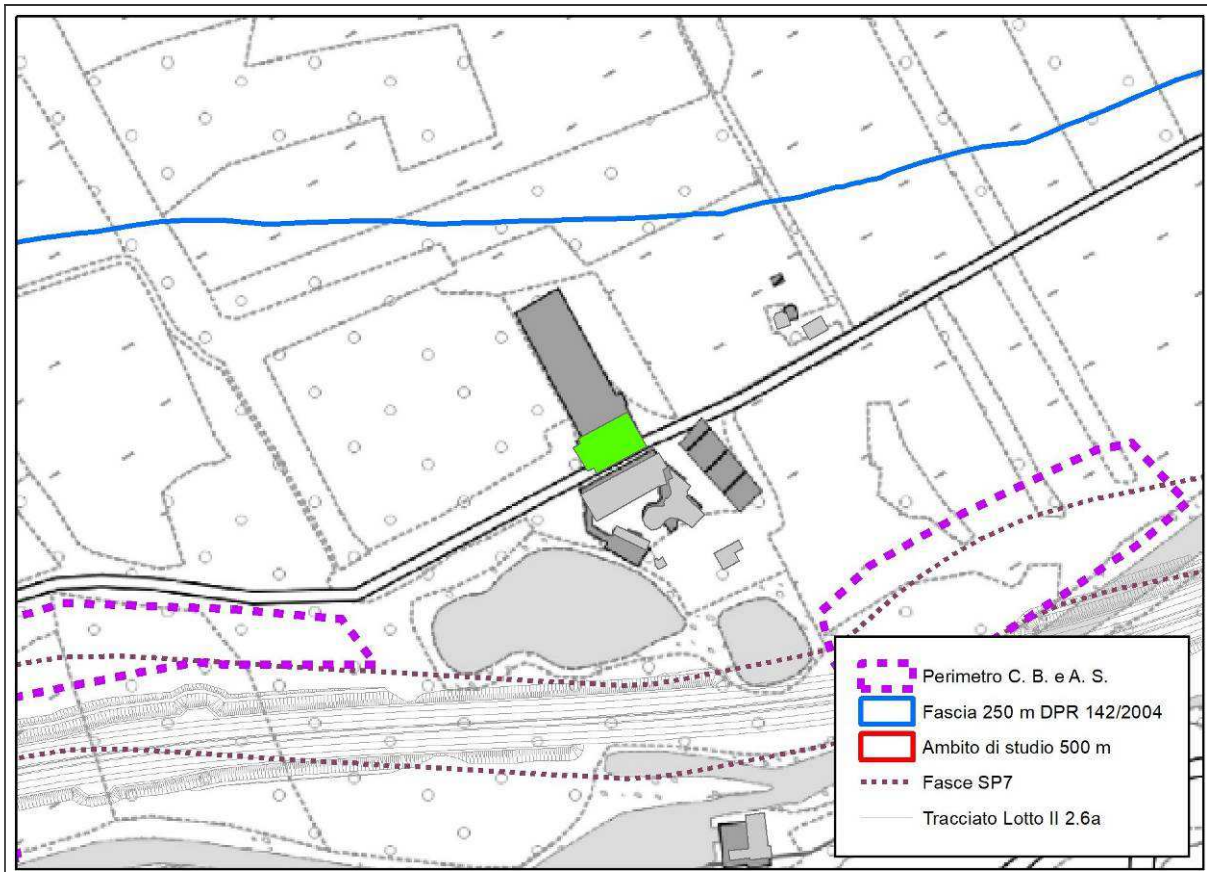 Perimetro C. B. e A. S.
Fascia 250 m DPR 142/2004
Ambito di studio 500 m
Fasce SP7
Tracciato Lotto II 2.6a